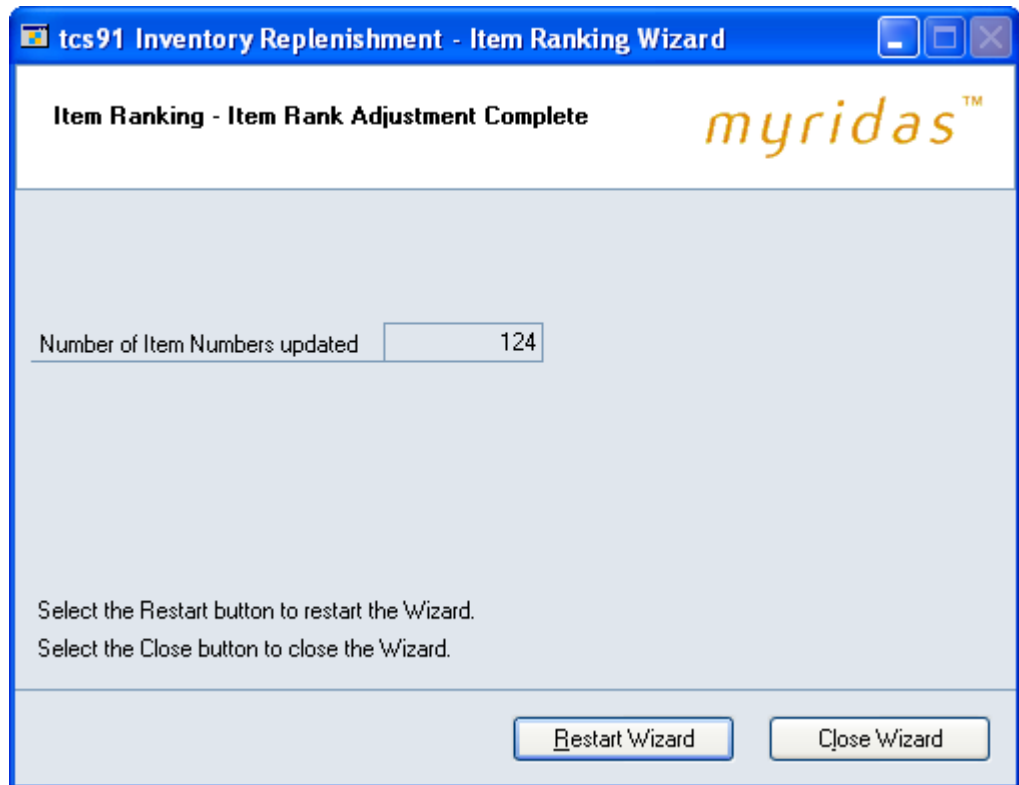 tcs91 Inventory Replenishment - Item Ranking Wizard
Item Ranking - Item Rank Adjustment Complete
myridas™
Number of Item Numbers updated 124
Select the Restart button to restart the Wizard.
Select the Close button to close the Wizard.
Restart Wizard Close Wizard